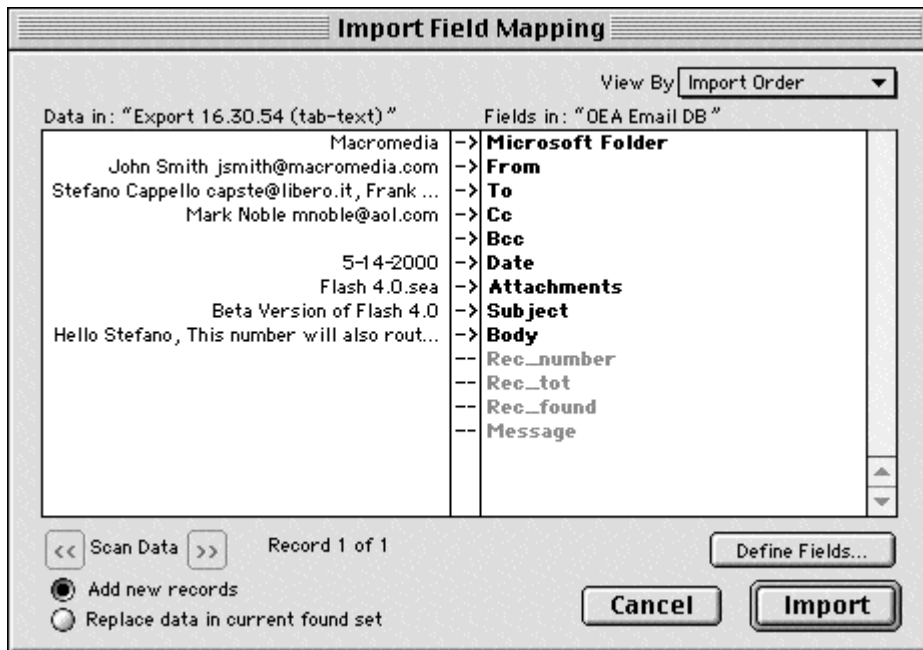 Import Field Mapping
View By Import Order
Data in: "Export 16.30.54 (tab-text)" Fields in: "OEA Email DB"
Macromedia -> Microsoft Folder
John Smith jsmith@macromedia.com -> From
Stefano Cappello capste@libero.it, Frank ... -> To
Mark Noble mnoble@aol.com -> Cc
-> Bcc
5-14-2000 -> Date
Flash 4.0.sea -> Attachments
Beta Version of Flash 4.0 -> Subject
Hello Stefano, This number will also rout... -> Body
-- Rec_number
-- Rec_tot
-- Rec_found
-- Message
<< Scan Data >> Record 1 of 1 Define Fields...
Add new records
Replace data in current found set
Cancel Import